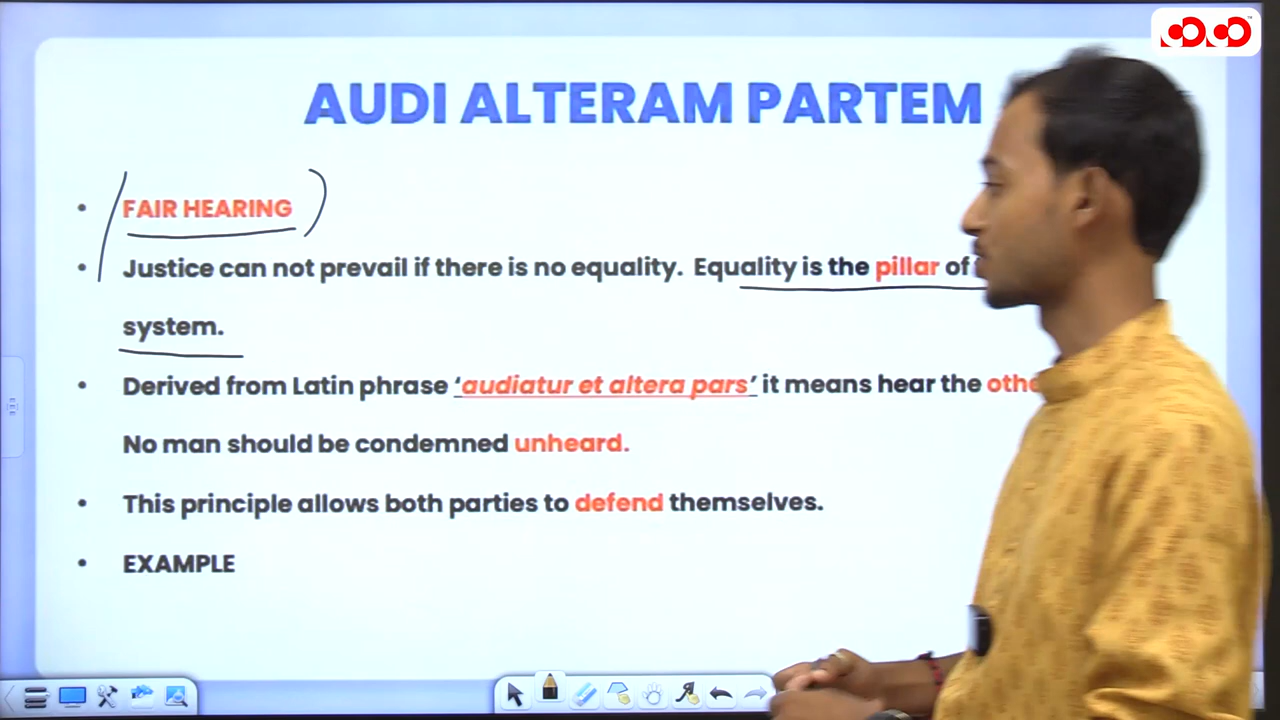 AUDI ALTERAM PARTEM
• FAIR HEARING
• Justice can not prevail if there is no equality. Equality is the pillar of
system.
• Derived from Latin phrase ‘audiatur et altera pars’ it means hear the
No man should be condemned unheard.
• This principle allows both parties to defend themselves.
• EXAMPLE